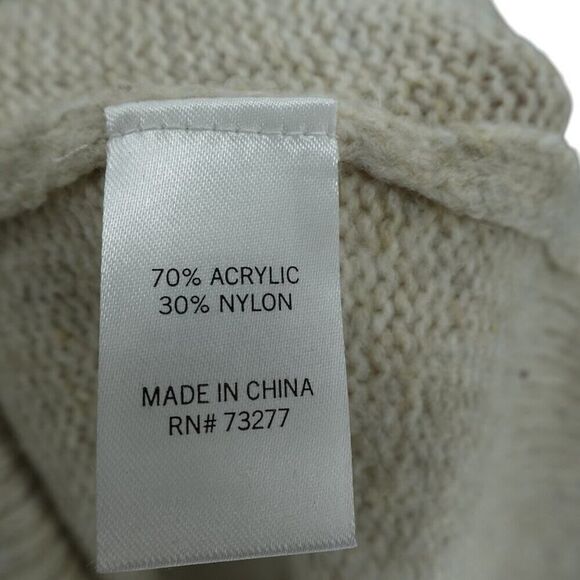 70% ACRYLIC
30% NYLON
MADE IN CHINA
RN# 73277